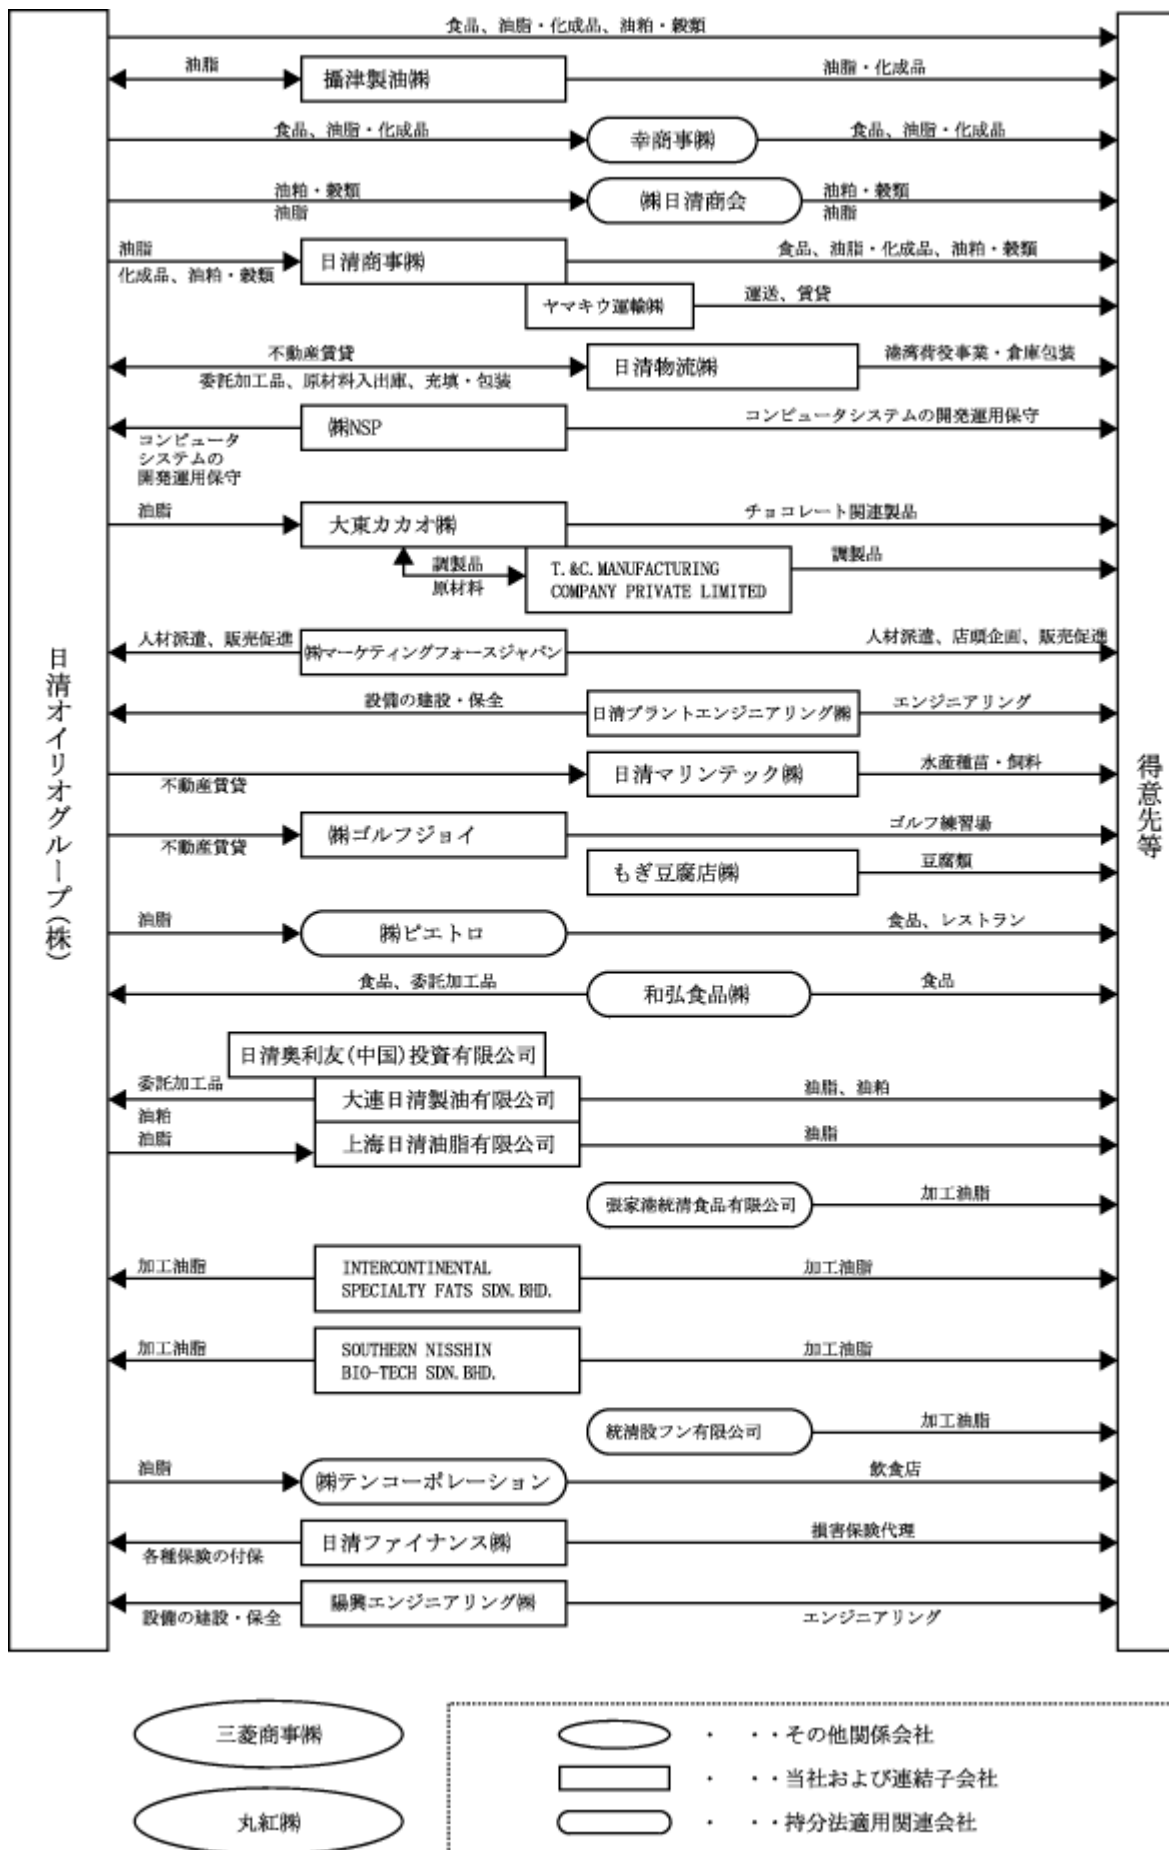 食品、油脂・化成品、油粕・穀類
油脂
攝津製油㈱
油脂・化成品
食品、油脂・化成品
幸商事㈱
食品、油脂・化成品
油粕・穀類
油脂
㈱日清商会
油粕・穀類
油脂
油脂
化成品、油粕・穀類
日清商事㈱
食品、油脂・化成品、油粕・穀類
ヤマキウ運輸㈱
運送、賃貸
不動産賃貸
委託加工品、原材料入出庫、充填・包装
日清物流㈱
港湾荷役事業・倉庫包装
㈱NSP
コンピュータシステムの開発運用保守
コンピュータ
システムの
開発運用保守
油脂
大東カカオ㈱
チョコレート関連製品
調製品
原材料
T.&C.MANUFACTURING
COMPANY PRIVATE LIMITED
調製品
人材派遣、販売促進
㈱マーケティングフォースジャパン
人材派遣、店頭企画、販売促進
設備の建設・保全
日清プラントエンジニアリング㈱
エンジニアリング
不動産賃貸
日清マリンテック㈱
水産種苗・飼料
不動産賃貸
㈱ゴルフジョイ
ゴルフ練習場
もぎ豆腐店㈱
豆腐類
油脂
㈱ピエトロ
食品、レストラン
食品、委託加工品
和弘食品㈱
食品
日清奥利友(中国)投資有限公司
委託加工品
油粕
大連日清製油有限公司
油脂、油粕
油脂
上海日清油脂有限公司
油脂
張家港統清食品有限公司
加工油脂
加工油脂
INTERCONTINENTAL
SPECIALTY FATS SDN.BHD.
加工油脂
加工油脂
SOUTHERN NISSHIN
BIO-TECH SDN.BHD.
加工油脂
統清股フン有限公司
加工油脂
油脂
㈱テンコーポレーション
飲食店
各種保険の付保
日清ファイナンス㈱
損害保険代理
設備の建設・保全
陽興エンジニアリング㈱
エンジニアリング
日清オイリオグループ(株)
得意先等
三菱商事㈱
丸紅㈱
・ ・・その他関係会社
・ ・・当社および連結子会社
・ ・・持分法適用関連会社